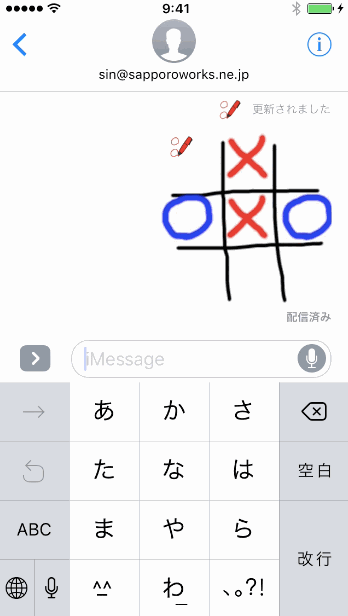 9:41
sin@sapporoworks.ne.jp
更新されました
X
O X O
配信済み
iMessage
→ あ か さ
た な は 空白
ABC ま や ら
^_^ わ_ 、。?! 改行